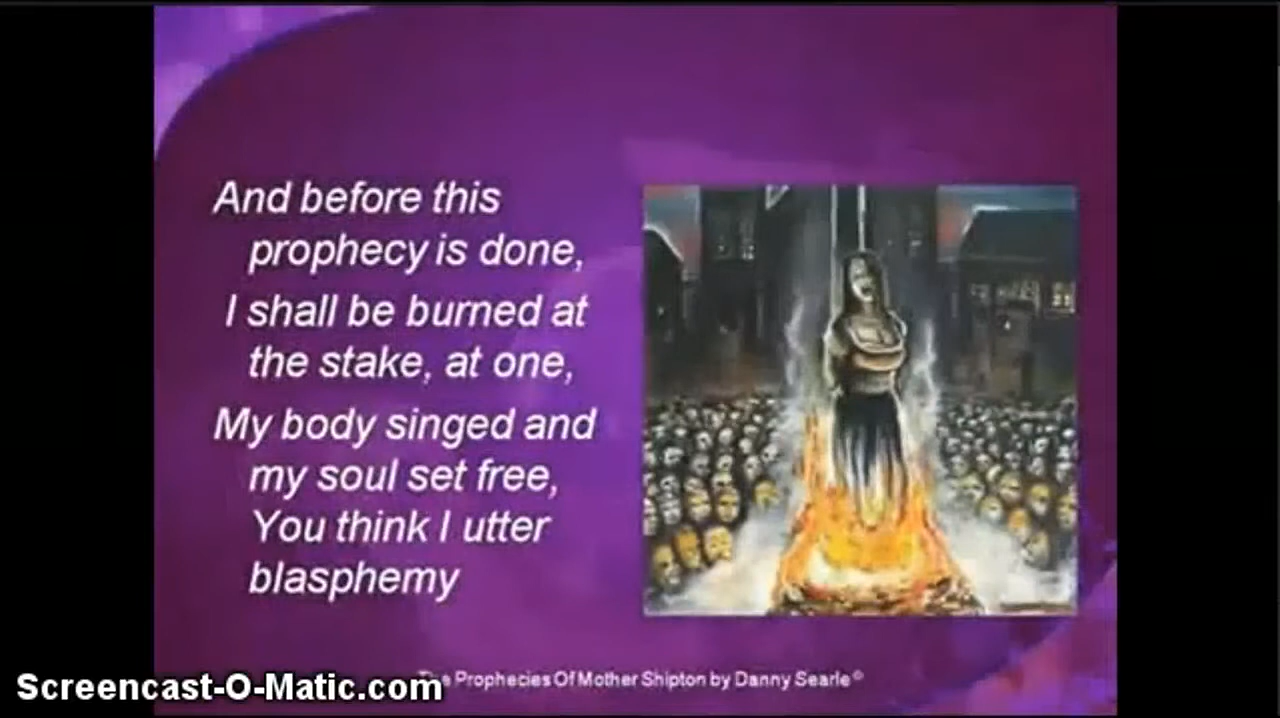 And before this
prophecy is done,
I shall be burned at
the stake, at one,
My body singed and
my soul set free,
You think I utter
blasphemy
Prophecies Of Mother Shipton by Danny Searle©
Screencast-O-Matic.com